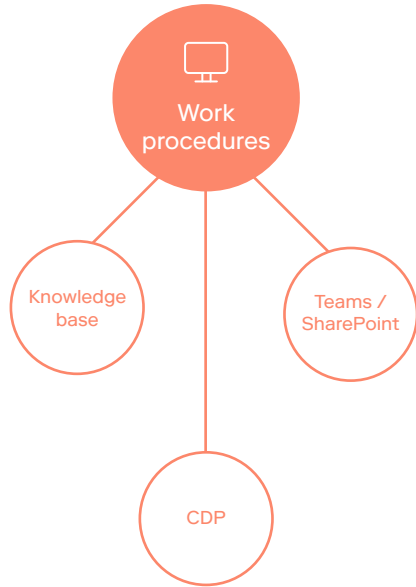 Work
procedures
Knowledge
base
Teams /
SharePoint
CDP